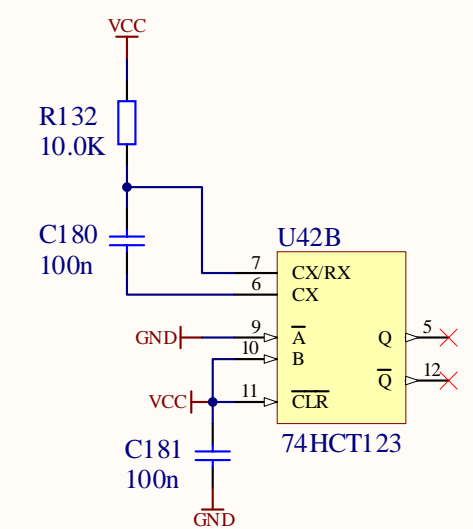 VCC
R132
10.0K
C180
100n
U42B
7 CX/RX
6 CX
GND 9 A̅ Q 5
10 B
Q̅ 12
VCC 11 C̅L̅R̅
C181
100n
74HCT123
GND